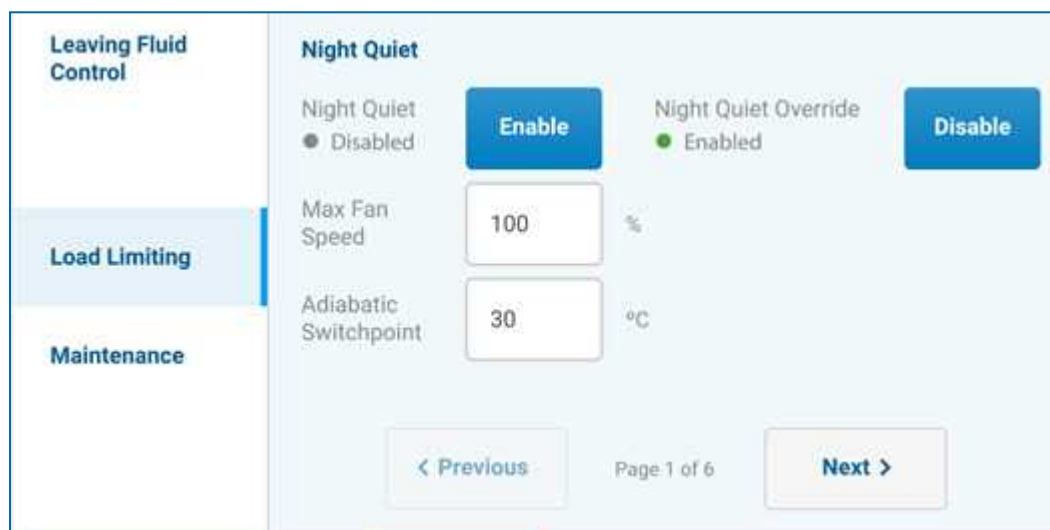 Leaving Fluid
Control
Load Limiting
Maintenance
Night Quiet
Night Quiet
Disabled
Enable
Night Quiet Override
Enabled
Disable
Max Fan
Speed
100
%
Adiabatic
Switchpoint
30
ºC
< Previous
Page 1 of 6
Next >